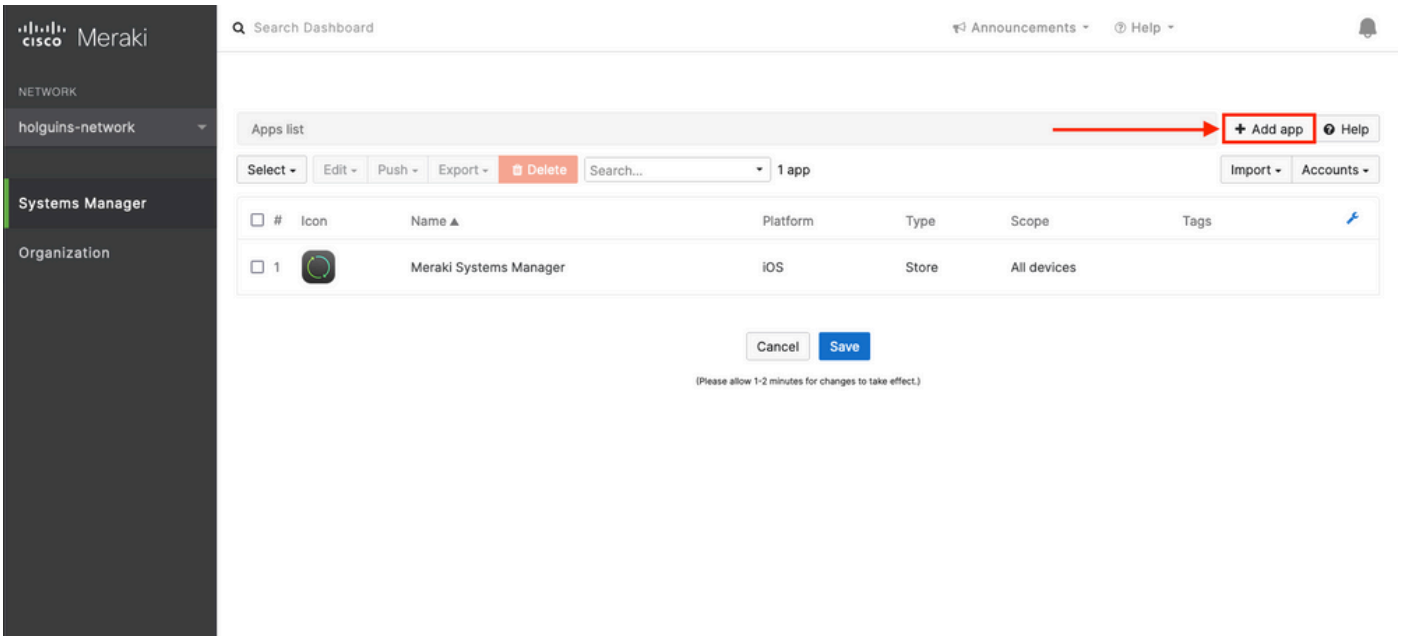 CISCO Meraki
Search Dashboard
Announcements
Help
NETWORK
holguins-network
Systems Manager
Organization
Apps list
+ Add app
Help
Select
Edit
Push
Export
Delete
Search...
1 app
Import
Accounts
# Icon Name Platform Type Scope Tags
1 Meraki Systems Manager iOS Store All devices
Cancel
Save
(Please allow 1-2 minutes for changes to take effect.)